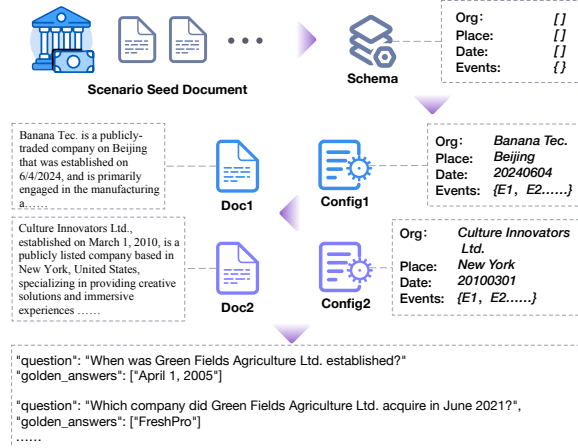 Scenario Seed Document
Schema
Org: []
Place: []
Date: []
Events: {}
Banana Tec. is a publicly-
traded company on Beijing
that was established on
6/4/2024, and is primarily
engaged in the manufacturing
a……
Doc1
Config1
Org: Banana Tec.
Place: Beijing
Date: 20240604
Events: {E1, E2......}
Culture Innovators Ltd.,
established on March 1, 2010, is a
publicly listed company based in
New York, United States,
specializing in providing creative
solutions and immersive
experiences ……
Doc2
Config2
Org: Culture Innovators
Ltd.
Place: New York
Date: 20100301
Events: {E1, E2......}
"question": "When was Green Fields Agriculture Ltd. established?"
"golden_answers": ["April 1, 2005"]
"question": "Which company did Green Fields Agriculture Ltd. acquire in June 2021?",
"golden_answers": ["FreshPro"]
......